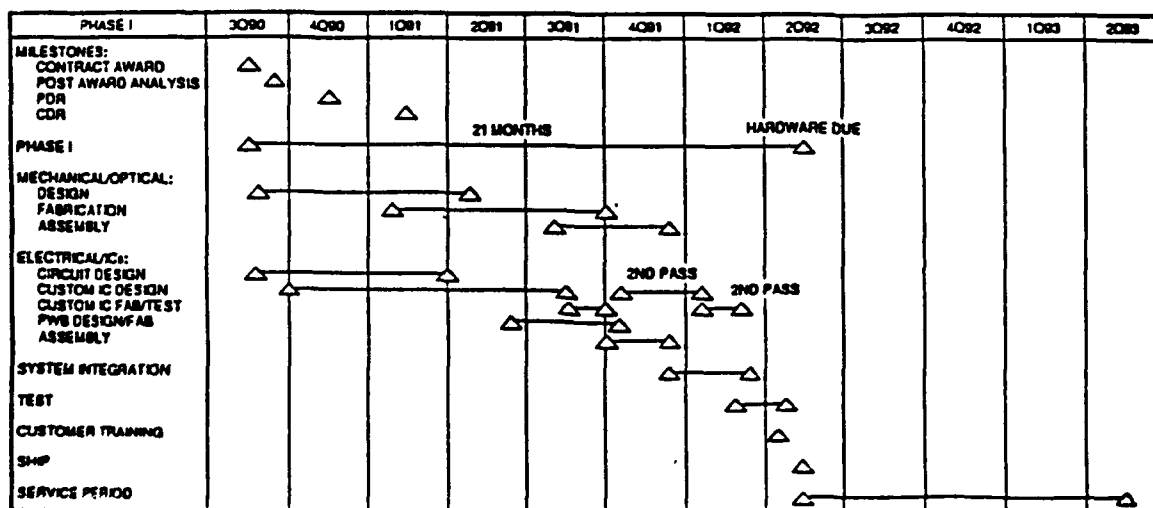 PHASE I 3Q90 4Q90 1Q91 2Q91 3Q91 4Q91 1Q92 2Q92 3Q92 4Q92 1Q93 2Q93
MILESTONES:
CONTRACT AWARD
POST AWARD ANALYSIS
PDR
CDR
21 MONTHS HARDWARE DUE
PHASE I
MECHANICAL/OPTICAL:
DESIGN
FABRICATION
ASSEMBLY
ELECTRICAL/ICs:
CIRCUIT DESIGN 2ND PASS
CUSTOM IC DESIGN 2ND PASS
CUSTOM IC FAB/TEST
PWB DESIGN/FAB
ASSEMBLY
SYSTEM INTEGRATION
TEST
CUSTOMER TRAINING
SHIP
SERVICE PERIOD